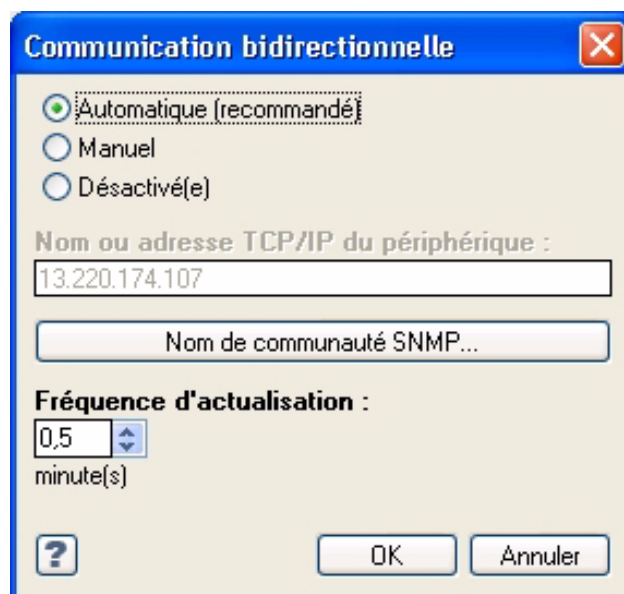 Communication bidirectionnelle
Automatique (recommandé)
Manuel
Désactivé(e)
Nom ou adresse TCP/IP du périphérique :
13.220.174.107
Nom de communauté SNMP...
Fréquence d'actualisation :
0,5
minute(s)
?
OK
Annuler